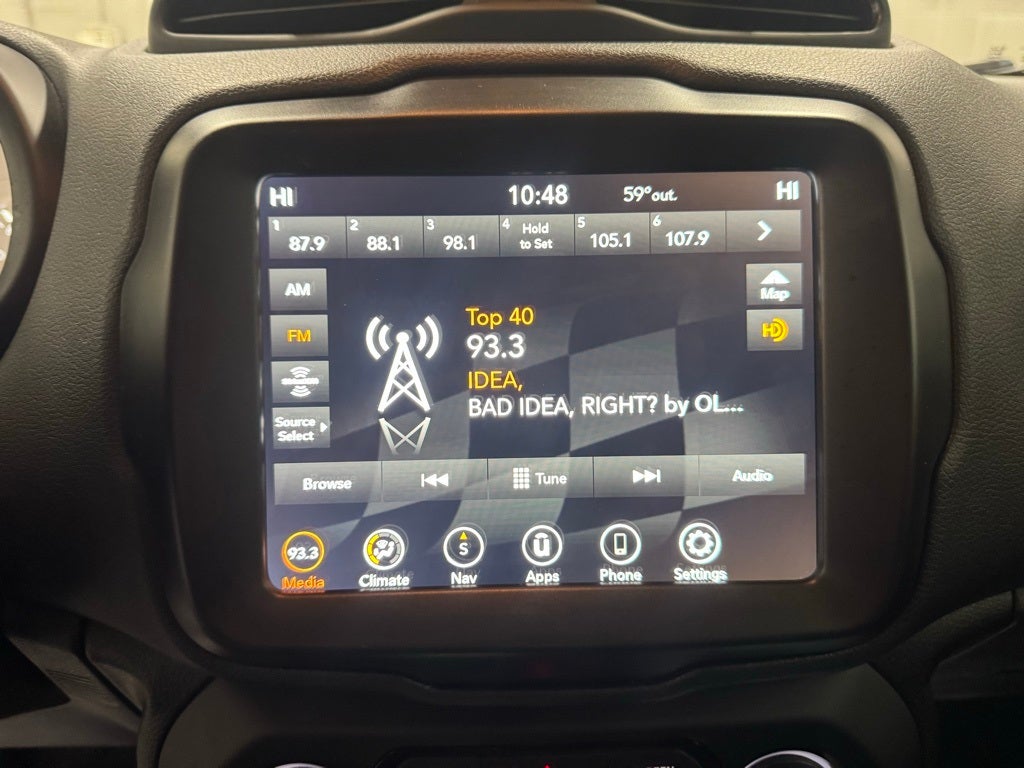 HI 10:48 59°out. HI
1 87.9 2 88.1 3 98.1 4 Hold to Set 5 105.1 6 107.9
AM
Map
Top 40
FM
HD
93.3
IDEA,
BAD IDEA, RIGHT? by OL...
Source
Select
Browse Tune Audio
93.3 S
Media Climate Nav Apps Phone Settings